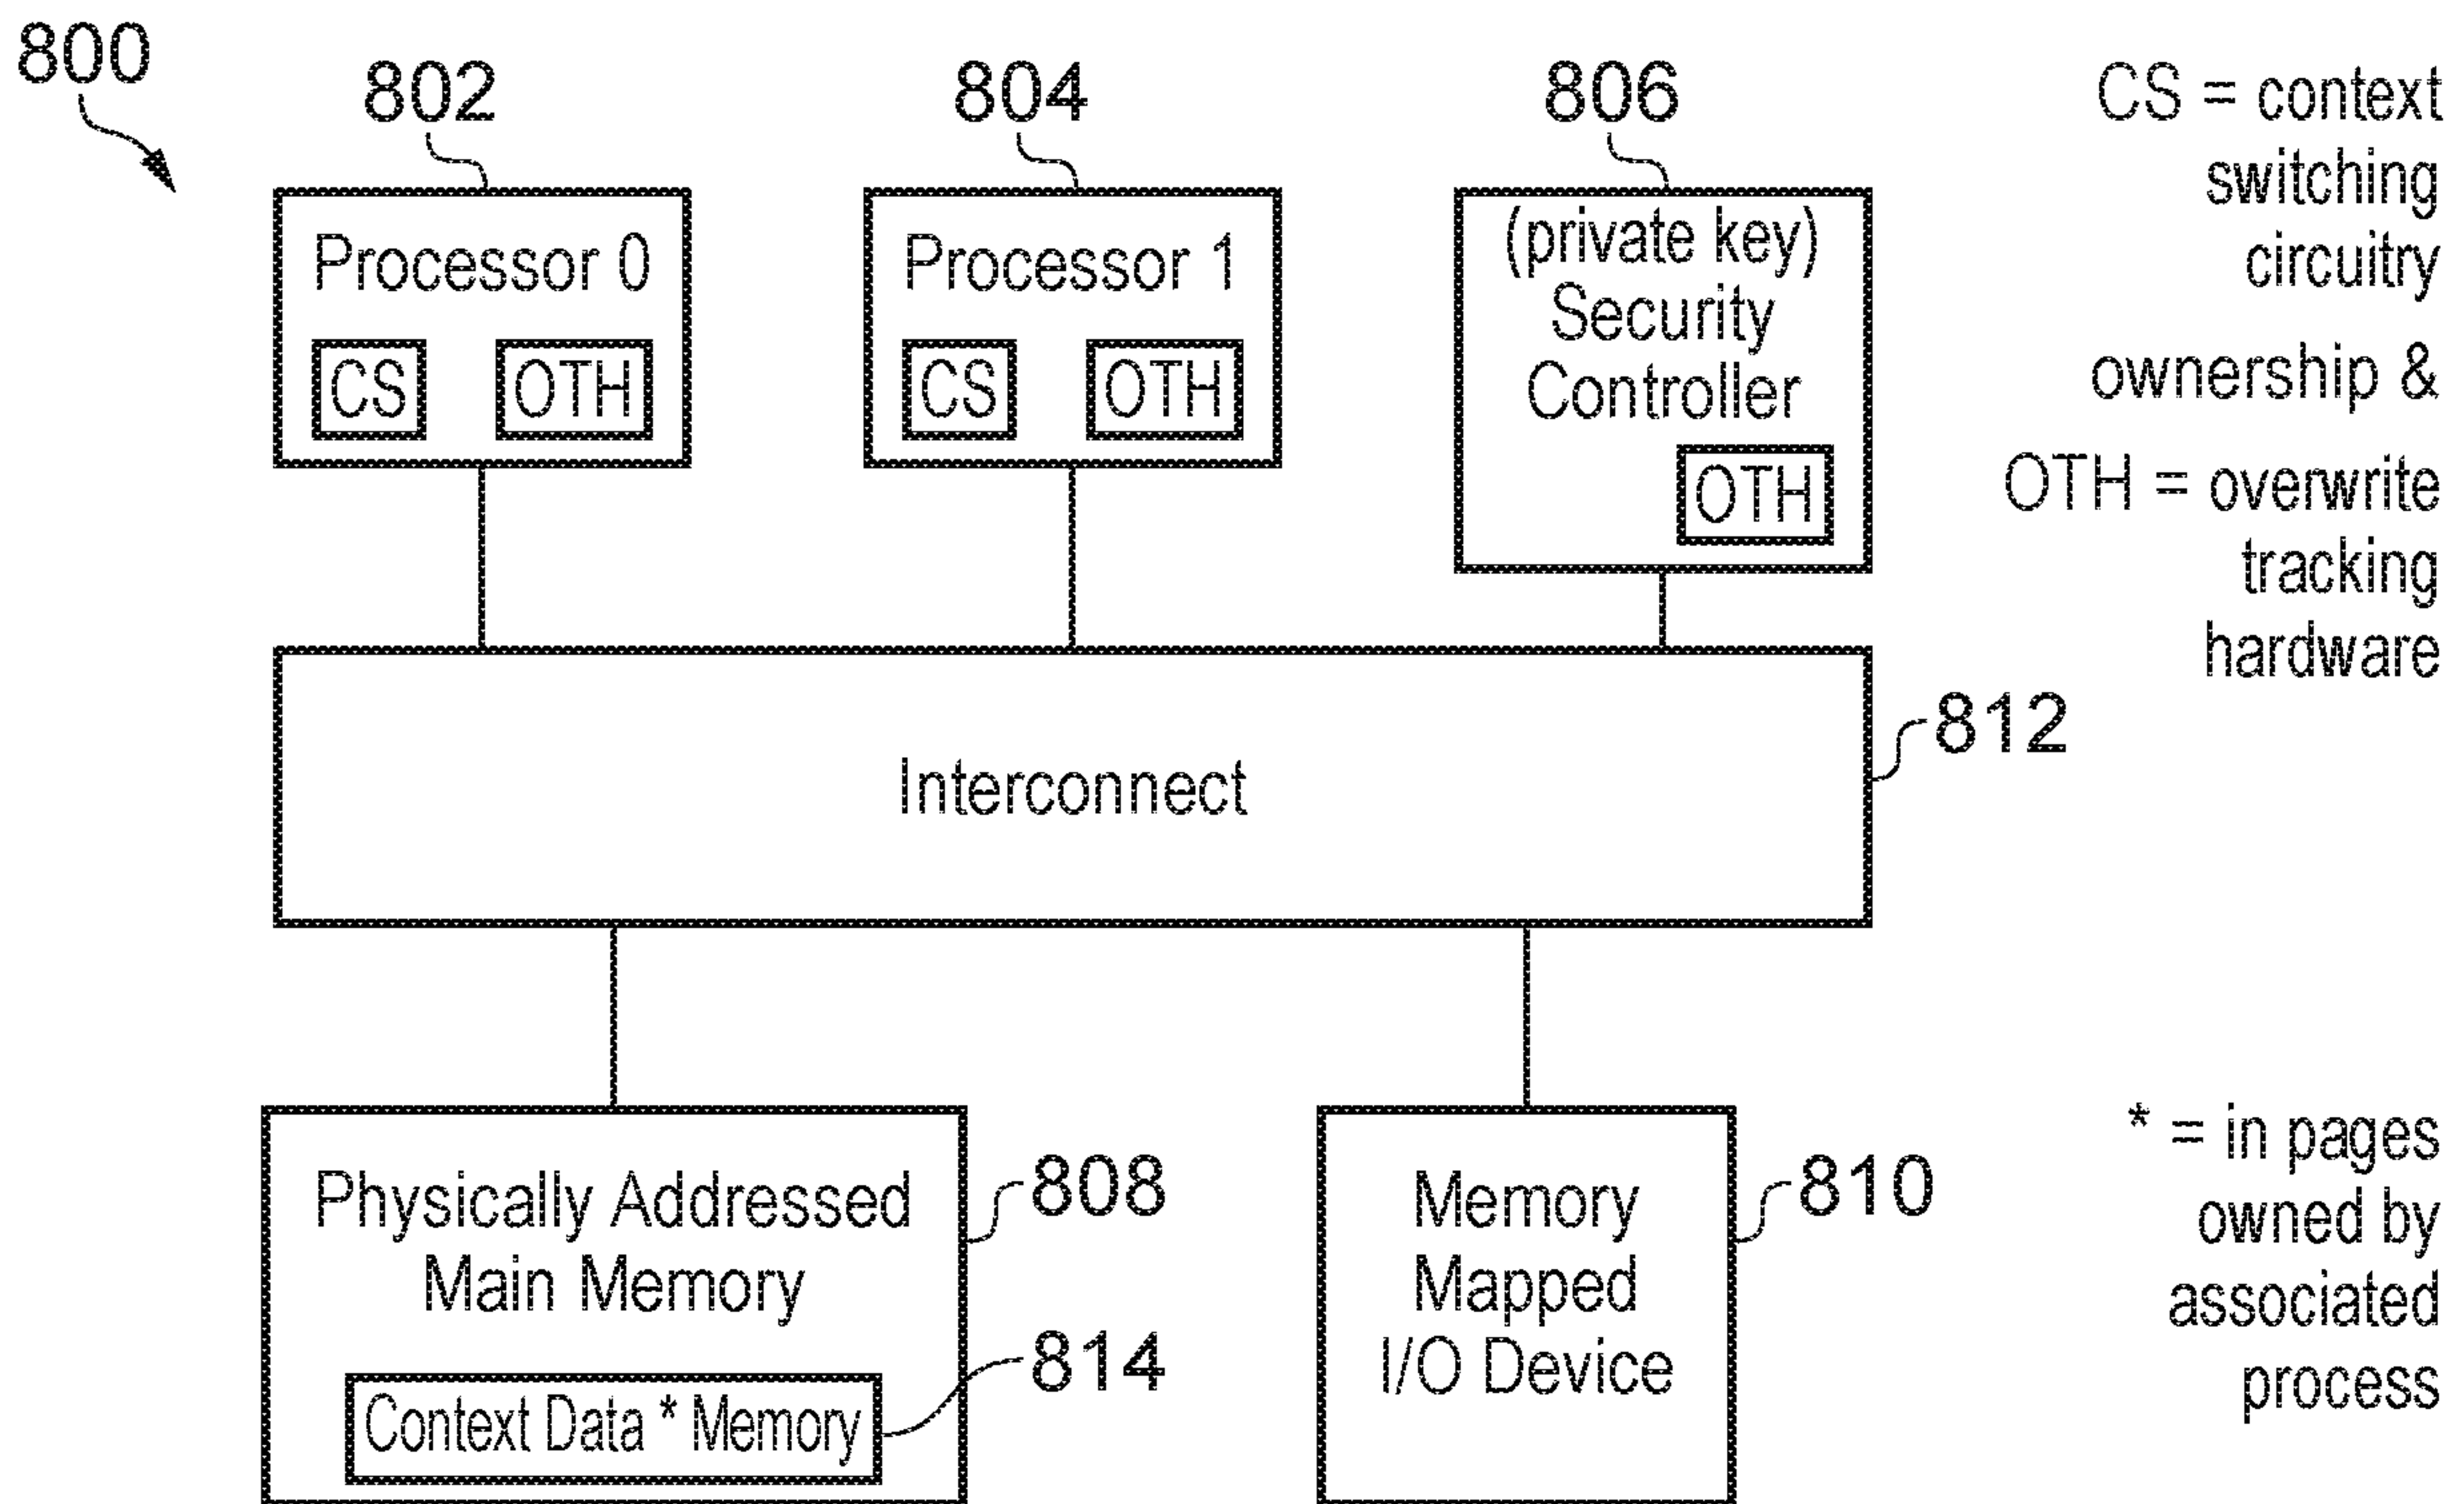 800
802
804
806
Processor 0
CS
OTH
Processor 1
CS
OTH
(private key)
Security
Controller
OTH
CS = context
switching
circuitry
ownership &
OTH = overwrite
tracking
hardware
Interconnect
812
Physically Addressed
Main Memory
808
Context Data * Memory
814
Memory
Mapped
I/O Device
810
* = in pages
owned by
associated
process